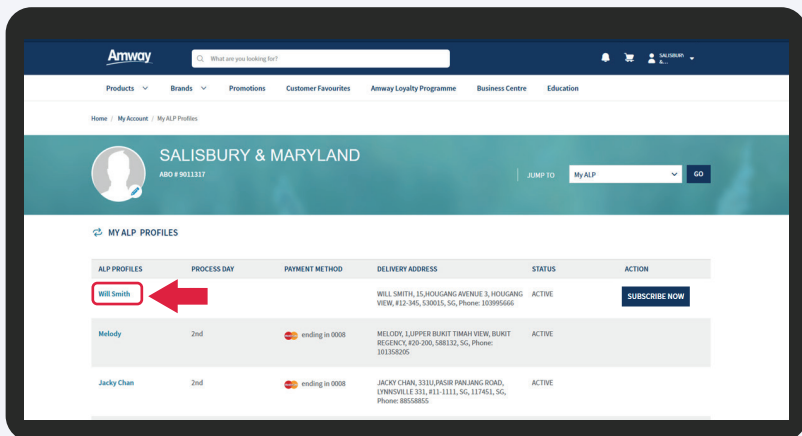 Amway
What are you looking for?
SALISBURY
&...
Products Brands Promotions Customer Favourites Amway Loyalty Programme Business Centre Education
Home / My Account / My ALP Profiles
SALISBURY & MARYLAND
ABO # 9011317
JUMP TO My ALP GO
MY ALP PROFILES
ALP PROFILES PROCESS DAY PAYMENT METHOD DELIVERY ADDRESS STATUS ACTION
Will Smith WILL SMITH, 15,HOUGANG AVENUE 3, HOUGANG ACTIVE SUBSCRIBE NOW
VIEW, #12-345, 530015, SG, Phone: 103995666
Melody 2nd ending in 0008 MELODY, 1,UPPER BUKIT TIMAH VIEW, BUKIT ACTIVE
REGENCY, #20-200, 588132, SG, Phone:
101358205
Jacky Chan 2nd ending in 0008 JACKY CHAN, 331U,PASIR PANJANG ROAD, ACTIVE
LYNNSVILLE 331, #11-1111, SG, 117451, SG,
Phone: 88558855